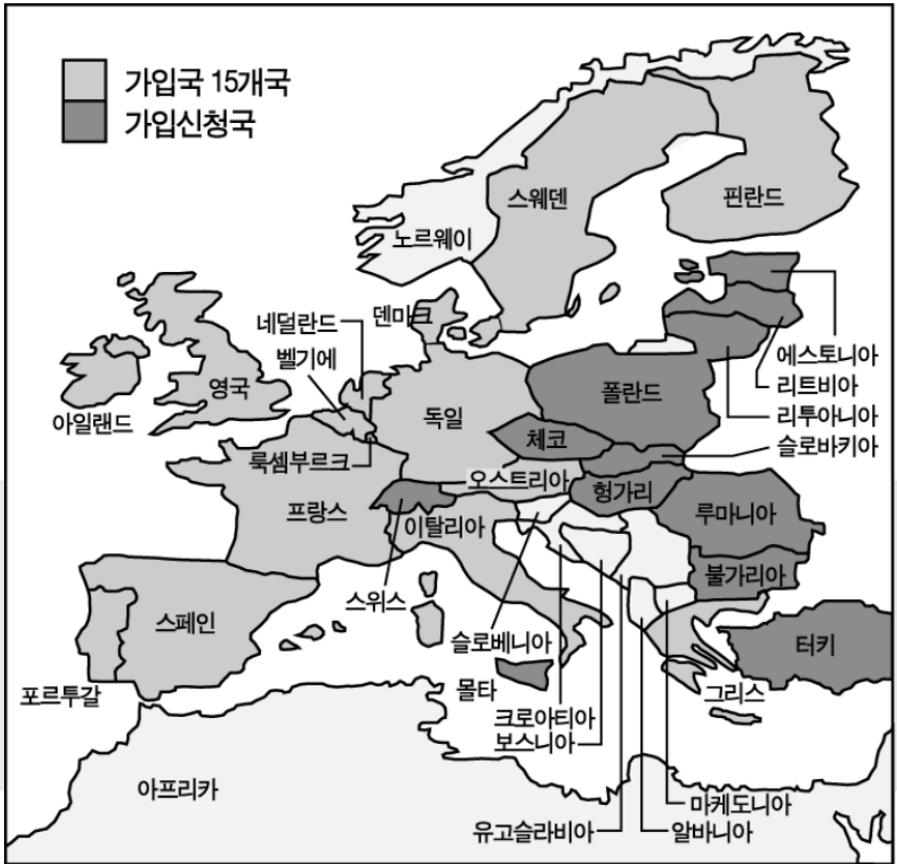 가입국 15개국
가입신청국
스웨덴
핀란드
노르웨이
덴마크
네덜란드
벨기에
영국
아일랜드
독일
폴란드
에스토니아
리트비아
리투아니아
슬로바키아
체코
룩셈부르크
오스트리아
헝가리
프랑스
이탈리아
루마니아
불가리아
스위스
스페인
슬로베니아
터키
포르투갈
몰타
그리스
크로아티아
보스니아
아프리카
마케도니아
유고슬라비아
알바니아